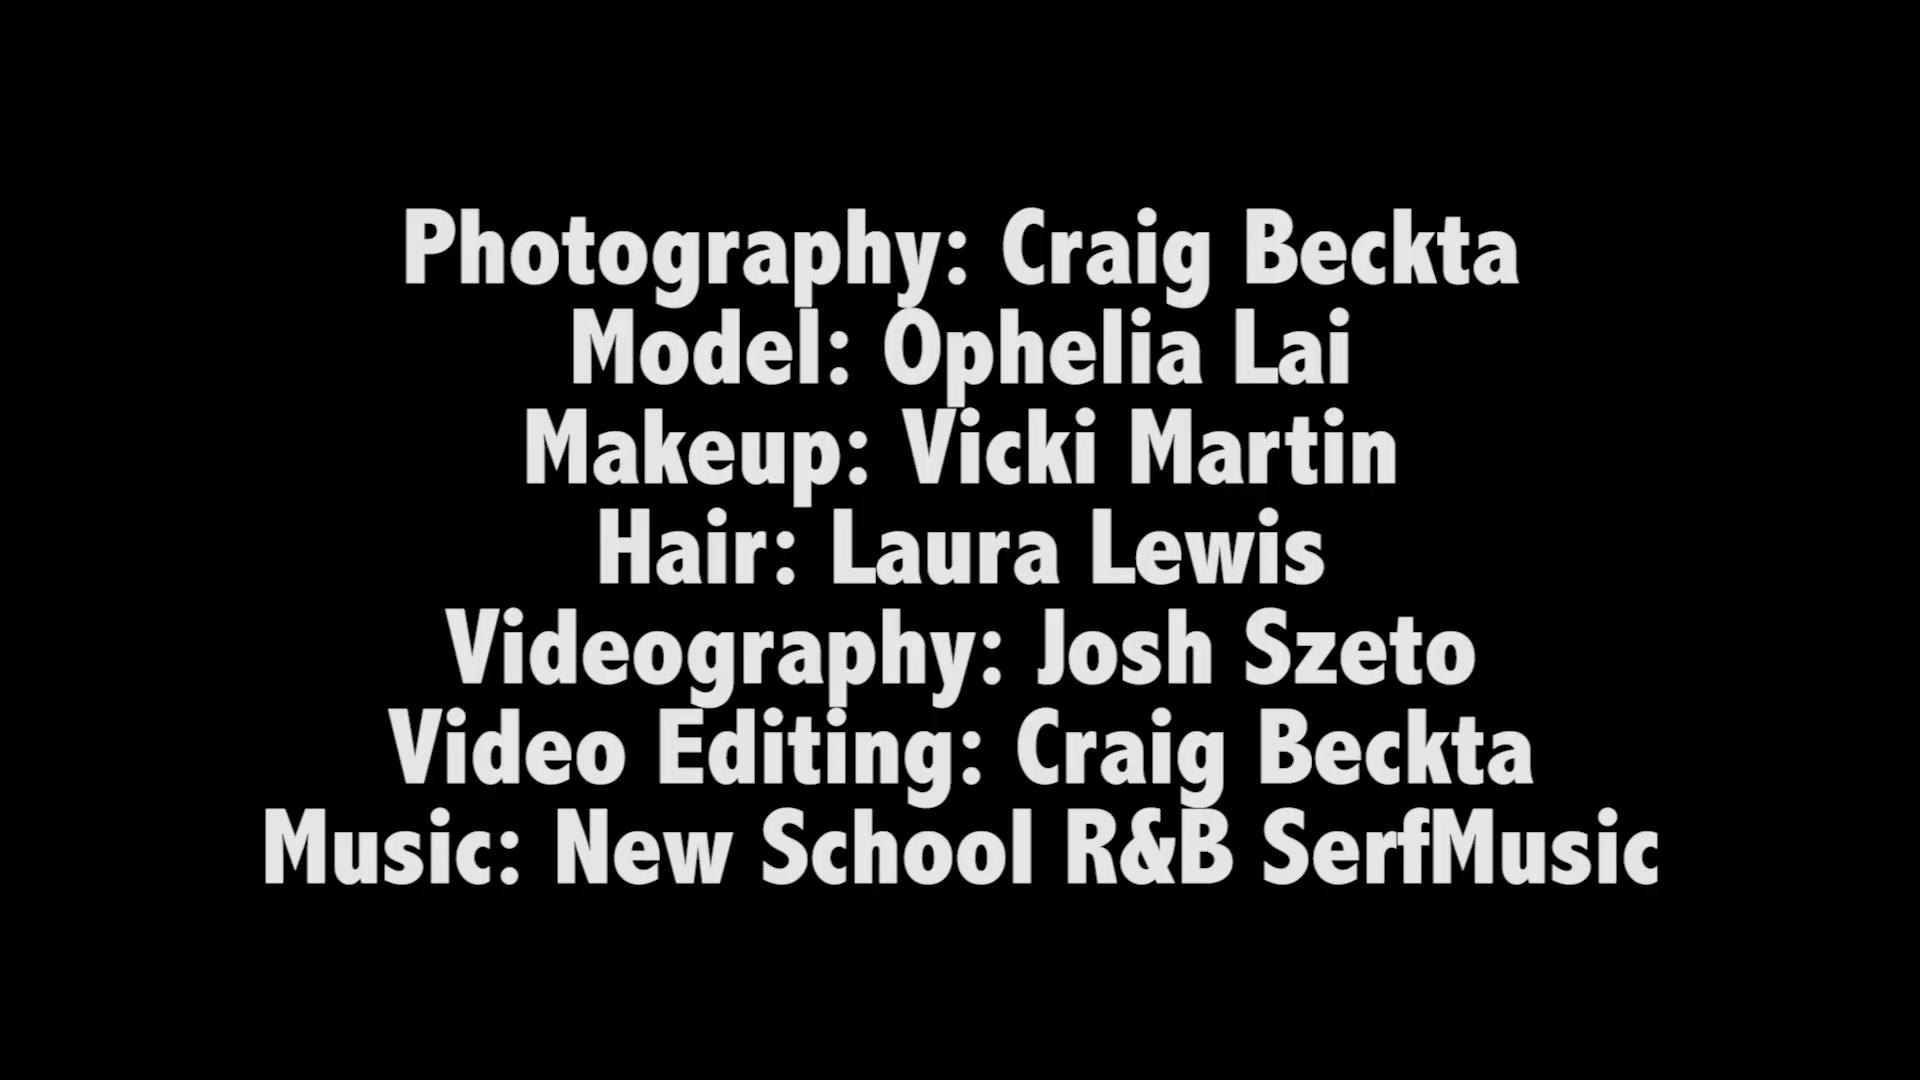 Photography: Craig Beckta
Model: Ophelia Lai
Makeup: Vicki Martin
Hair: Laura Lewis
Videography: Josh Szeto
Video Editing: Craig Beckta
Music: New School R&B SerfMusic